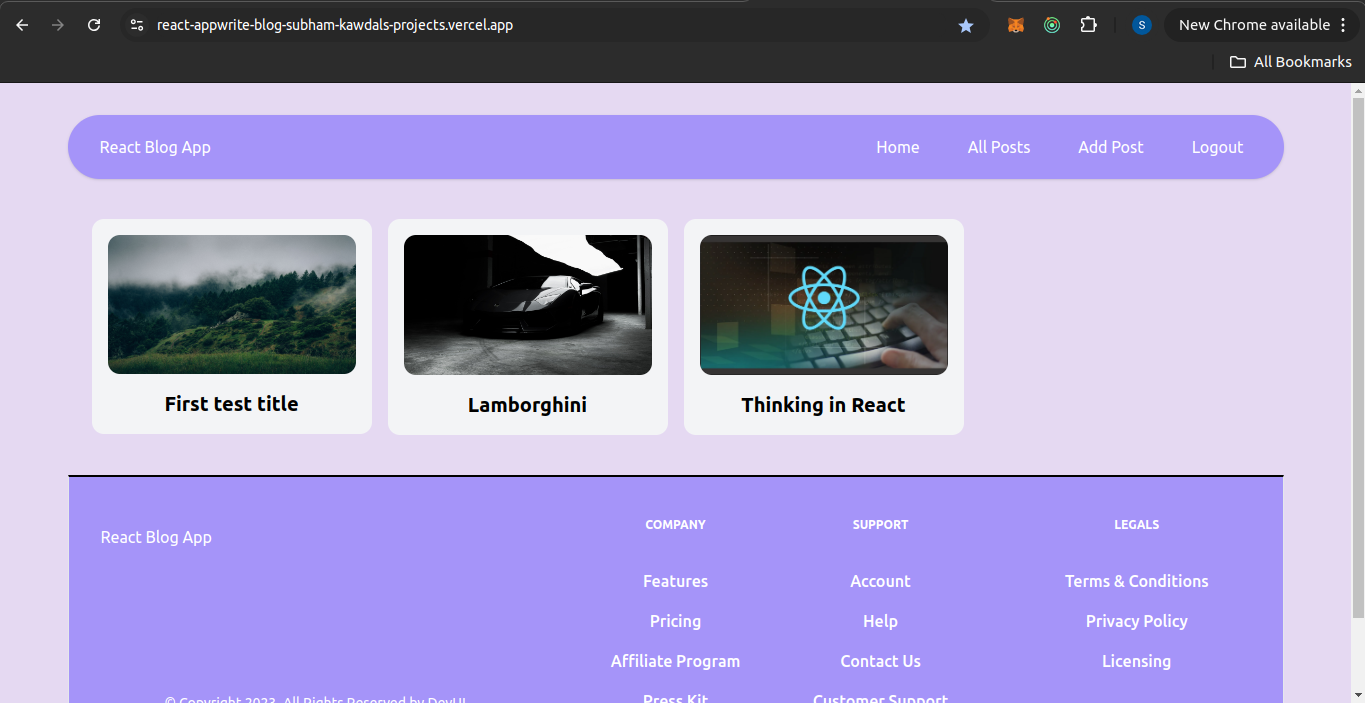 react-appwrite-blog-subham-kawdals-projects.vercel.app
S
New Chrome available
All Bookmarks
React Blog App
Home
All Posts
Add Post
Logout
First test title
Lamborghini
Thinking in React
React Blog App
COMPANY
Features
Pricing
Affiliate Program
Press Kit
SUPPORT
Account
Help
Contact Us
Customer Support
LEGALS
Terms & Conditions
Privacy Policy
Licensing
© Copyright 2023. All Rights Reserved by DevUI.